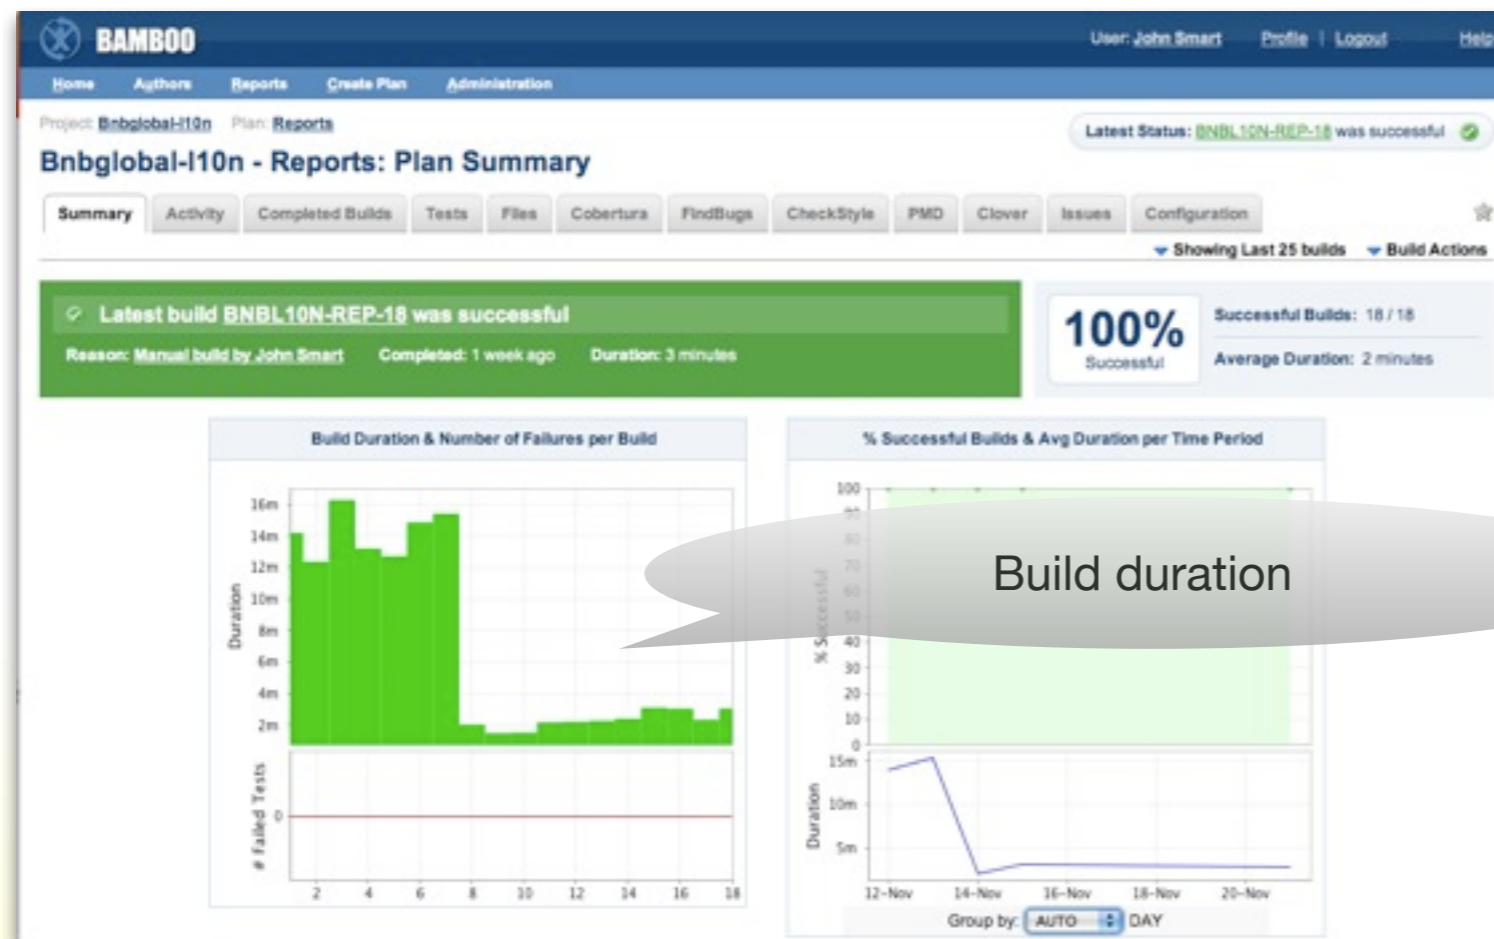 BAMBOO
User: John Smart Profile | Logout Help
Home Authors Reports Create Plan Administration
Project: Bnbglobal-l10n Plan: Reports
Latest Status: BNBL10N-REP-18 was successful
Bnbglobal-l10n - Reports: Plan Summary
Summary Activity Completed Builds Tests Files Cobertura FindBugs CheckStyle PMD Clover Issues Configuration
Showing Last 25 builds Build Actions
Latest build BNBL10N-REP-18 was successful
Reason: Manual build by John Smart Completed: 1 week ago Duration: 3 minutes
100%
Successful
Successful Builds: 18 / 18
Average Duration: 2 minutes
Build Duration & Number of Failures per Build
16m
14m
12m
10m
8m
6m
4m
2m
Duration
0
# Failed Tests
2 4 6 8 10 12 14 16 18
% Successful Builds & Avg Duration per Time Period
100
90
80
70
60
50
40
30
20
10
0
% Successful
Build duration
15m
10m
5m
Duration
12-Nov 14-Nov 16-Nov 18-Nov 20-Nov
Group by: AUTO DAY